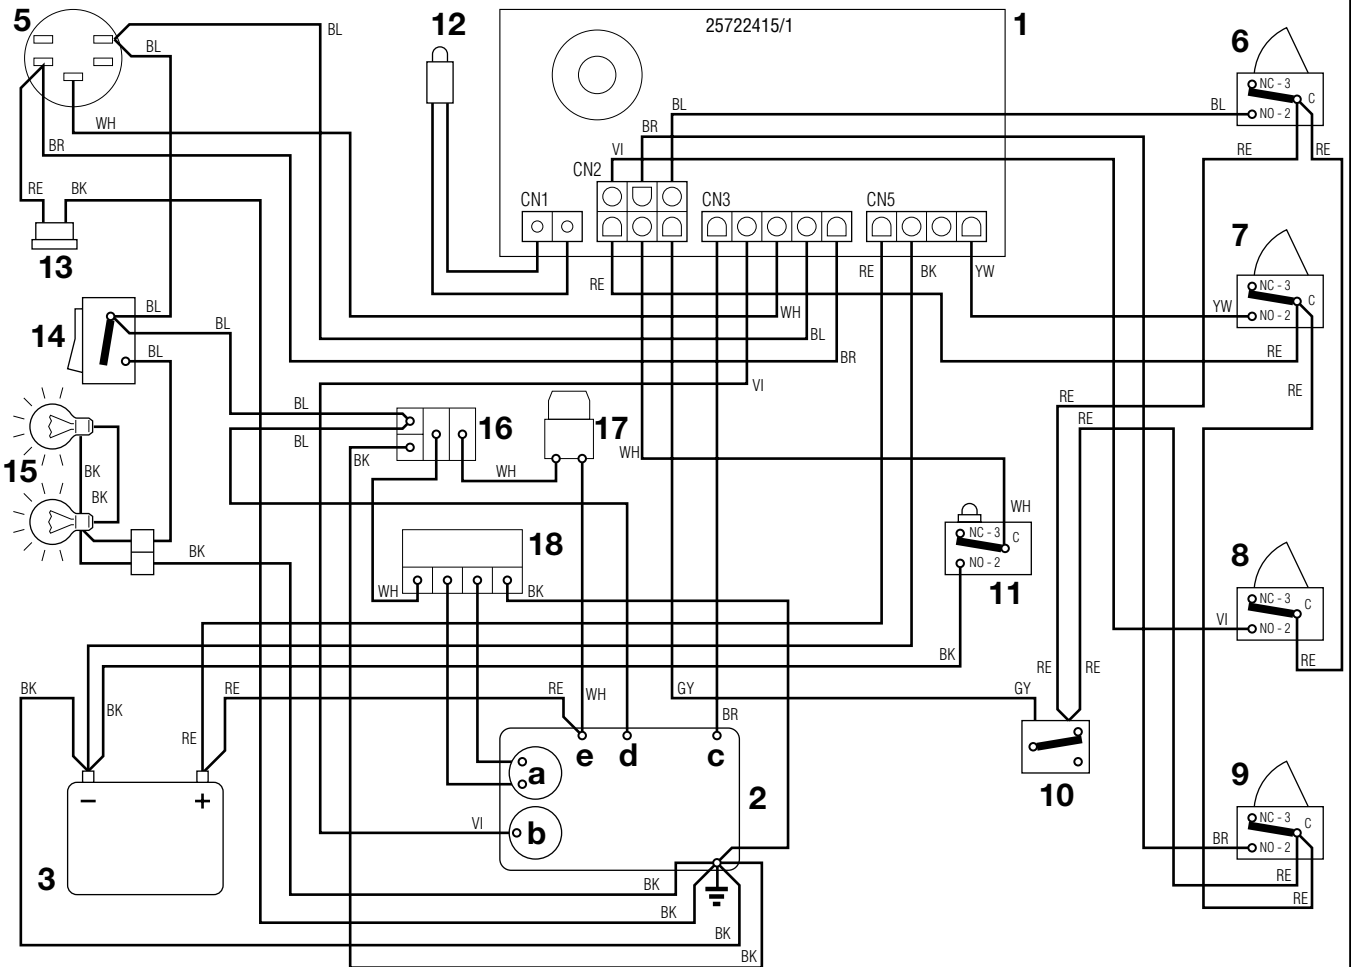 5
BL
BL
12
25722415/1
1
6
NC - 3
C
NO - 2
BL
BL
WH
BR
BR
VI
RE
RE
CN2
RE
BK
CN1
CN3
CN5
13
7
NC - 3
C
NO - 2
YW
RE
RE
BK
YW
RE
WH
BL
BR
VI
14
BL
BL
BL
RE
RE
RE
BL
BL
16
17
WH
BK
WH
15
BK
BK
BK
WH
NC - 3
C
NO - 2
11
18
WH
BK
8
NC - 3
C
NO - 2
VI
RE
BK
RE
RE
BK
BK
RE
RE
RE
WH
GY
GY
BR
e
d
c
a
b
2
VI
10
9
NC - 3
C
NO - 2
BR
RE
RE
–
+
3
BK
BK
BK
BK